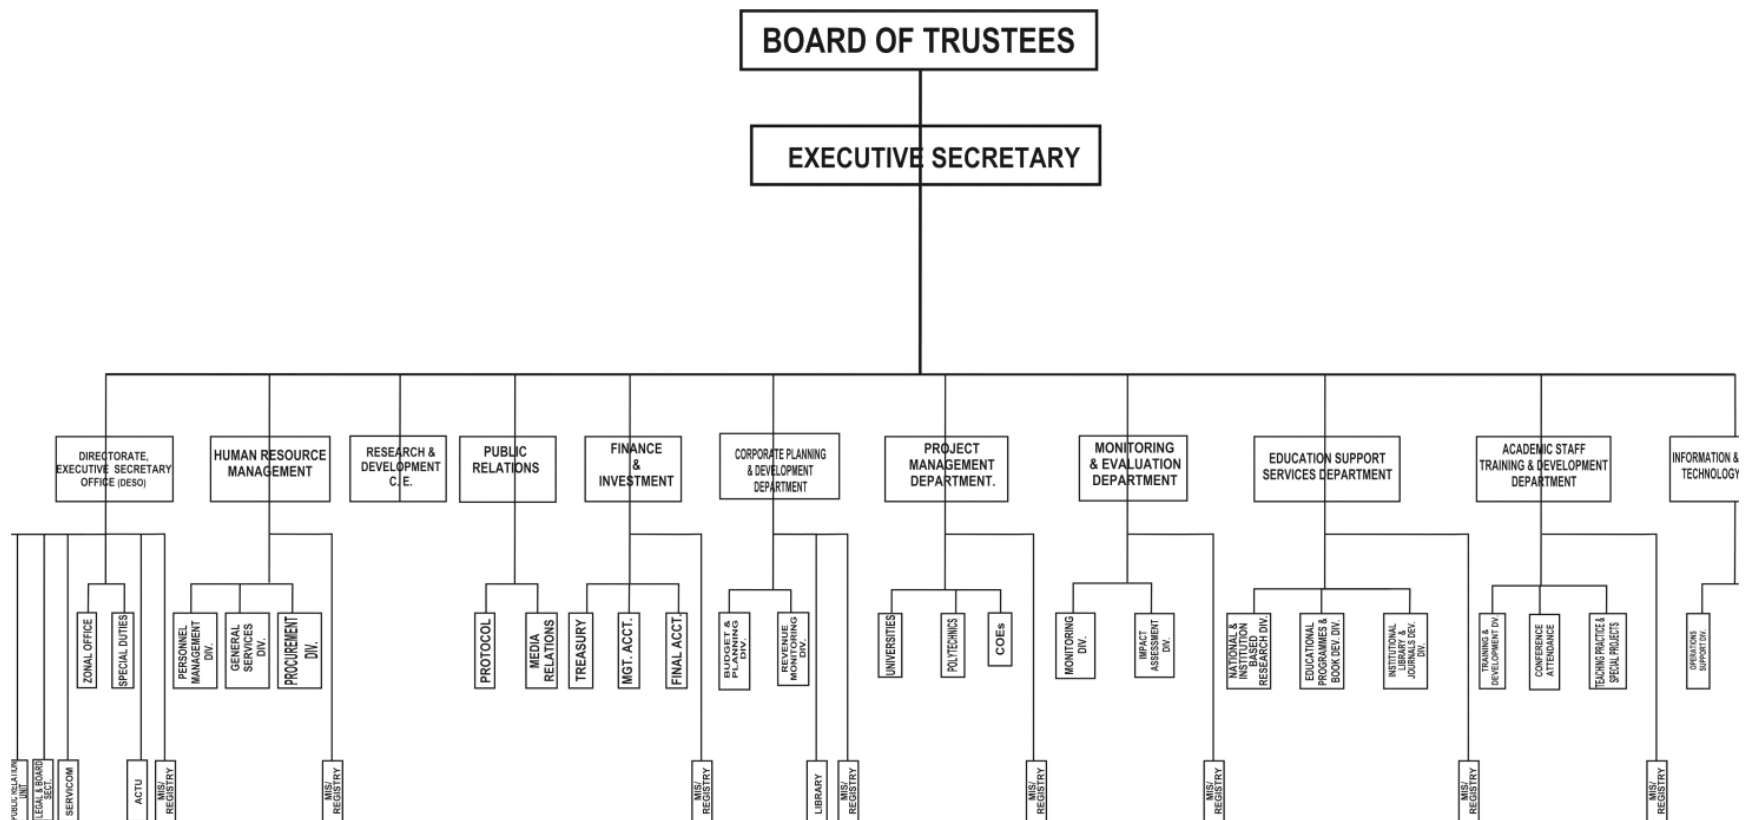 BOARD OF TRUSTEES
EXECUTIVE SECRETARY
DIRECTORATE,
EXECUTIVE SECRETARY
OFFICE (DESO)
HUMAN RESOURCE
MANAGEMENT
RESEARCH &
DEVELOPMENT
C. E.
PUBLIC
RELATIONS
FINANCE
&
INVESTMENT
CORPORATE PLANNING
& DEVELOPMENT
DEPARTMENT
PROJECT
MANAGEMENT
DEPARTMENT.
MONITORING
& EVALUATION
DEPARTMENT
EDUCATION SUPPORT
SERVICES DEPARTMENT
ACADEMIC STAFF
TRAINING & DEVELOPMENT
DEPARTMENT
INFORMATION &
TECHNOLOGY
ZONAL OFFICE
SPECIAL DUTIES
PERSONNEL
MANAGEMENT
DIV.
GENERAL
SERVICES
DIV.
PROCUREMENT
DIV.
PROTOCOL
MEDIA
RELATIONS
TREASURY
MGT. ACCT.
FINAL ACCT.
BUDGET &
PLANNING
DIV.
REVENUE
MONITORING
DIV.
UNIVERSITIES
POLYTECHNICS
COEs
MONITORING
DIV.
IMPACT
ASSESSMENT
DIV.
NATIONAL &
INSTITUTION
BASED
RESEARCH DIV.
EDUCATIONAL
PROGRAMMES &
BOOK DEV. DIV.
INSTITUTIONAL
LIBRARY &
JOURNALS DEV.
DIV.
TRAINING &
DEVELOPMENT DV.
CONFERENCE
ATTENDANCE
TEACHING PRACTICE &
SPECIAL PROJECTS
OPERATIONS
SUPPORT DIV.
PUBLIC RELATION
UNIT
LEGAL & BOARD
SECT.
SERVICOM
ACTU
MIS/
REGISTRY
MIS/
REGISTRY
MIS/
REGISTRY
LIBRARY
MIS/
REGISTRY
MIS/
REGISTRY
MIS/
REGISTRY
MIS/
REGISTRY
MIS/
REGISTRY